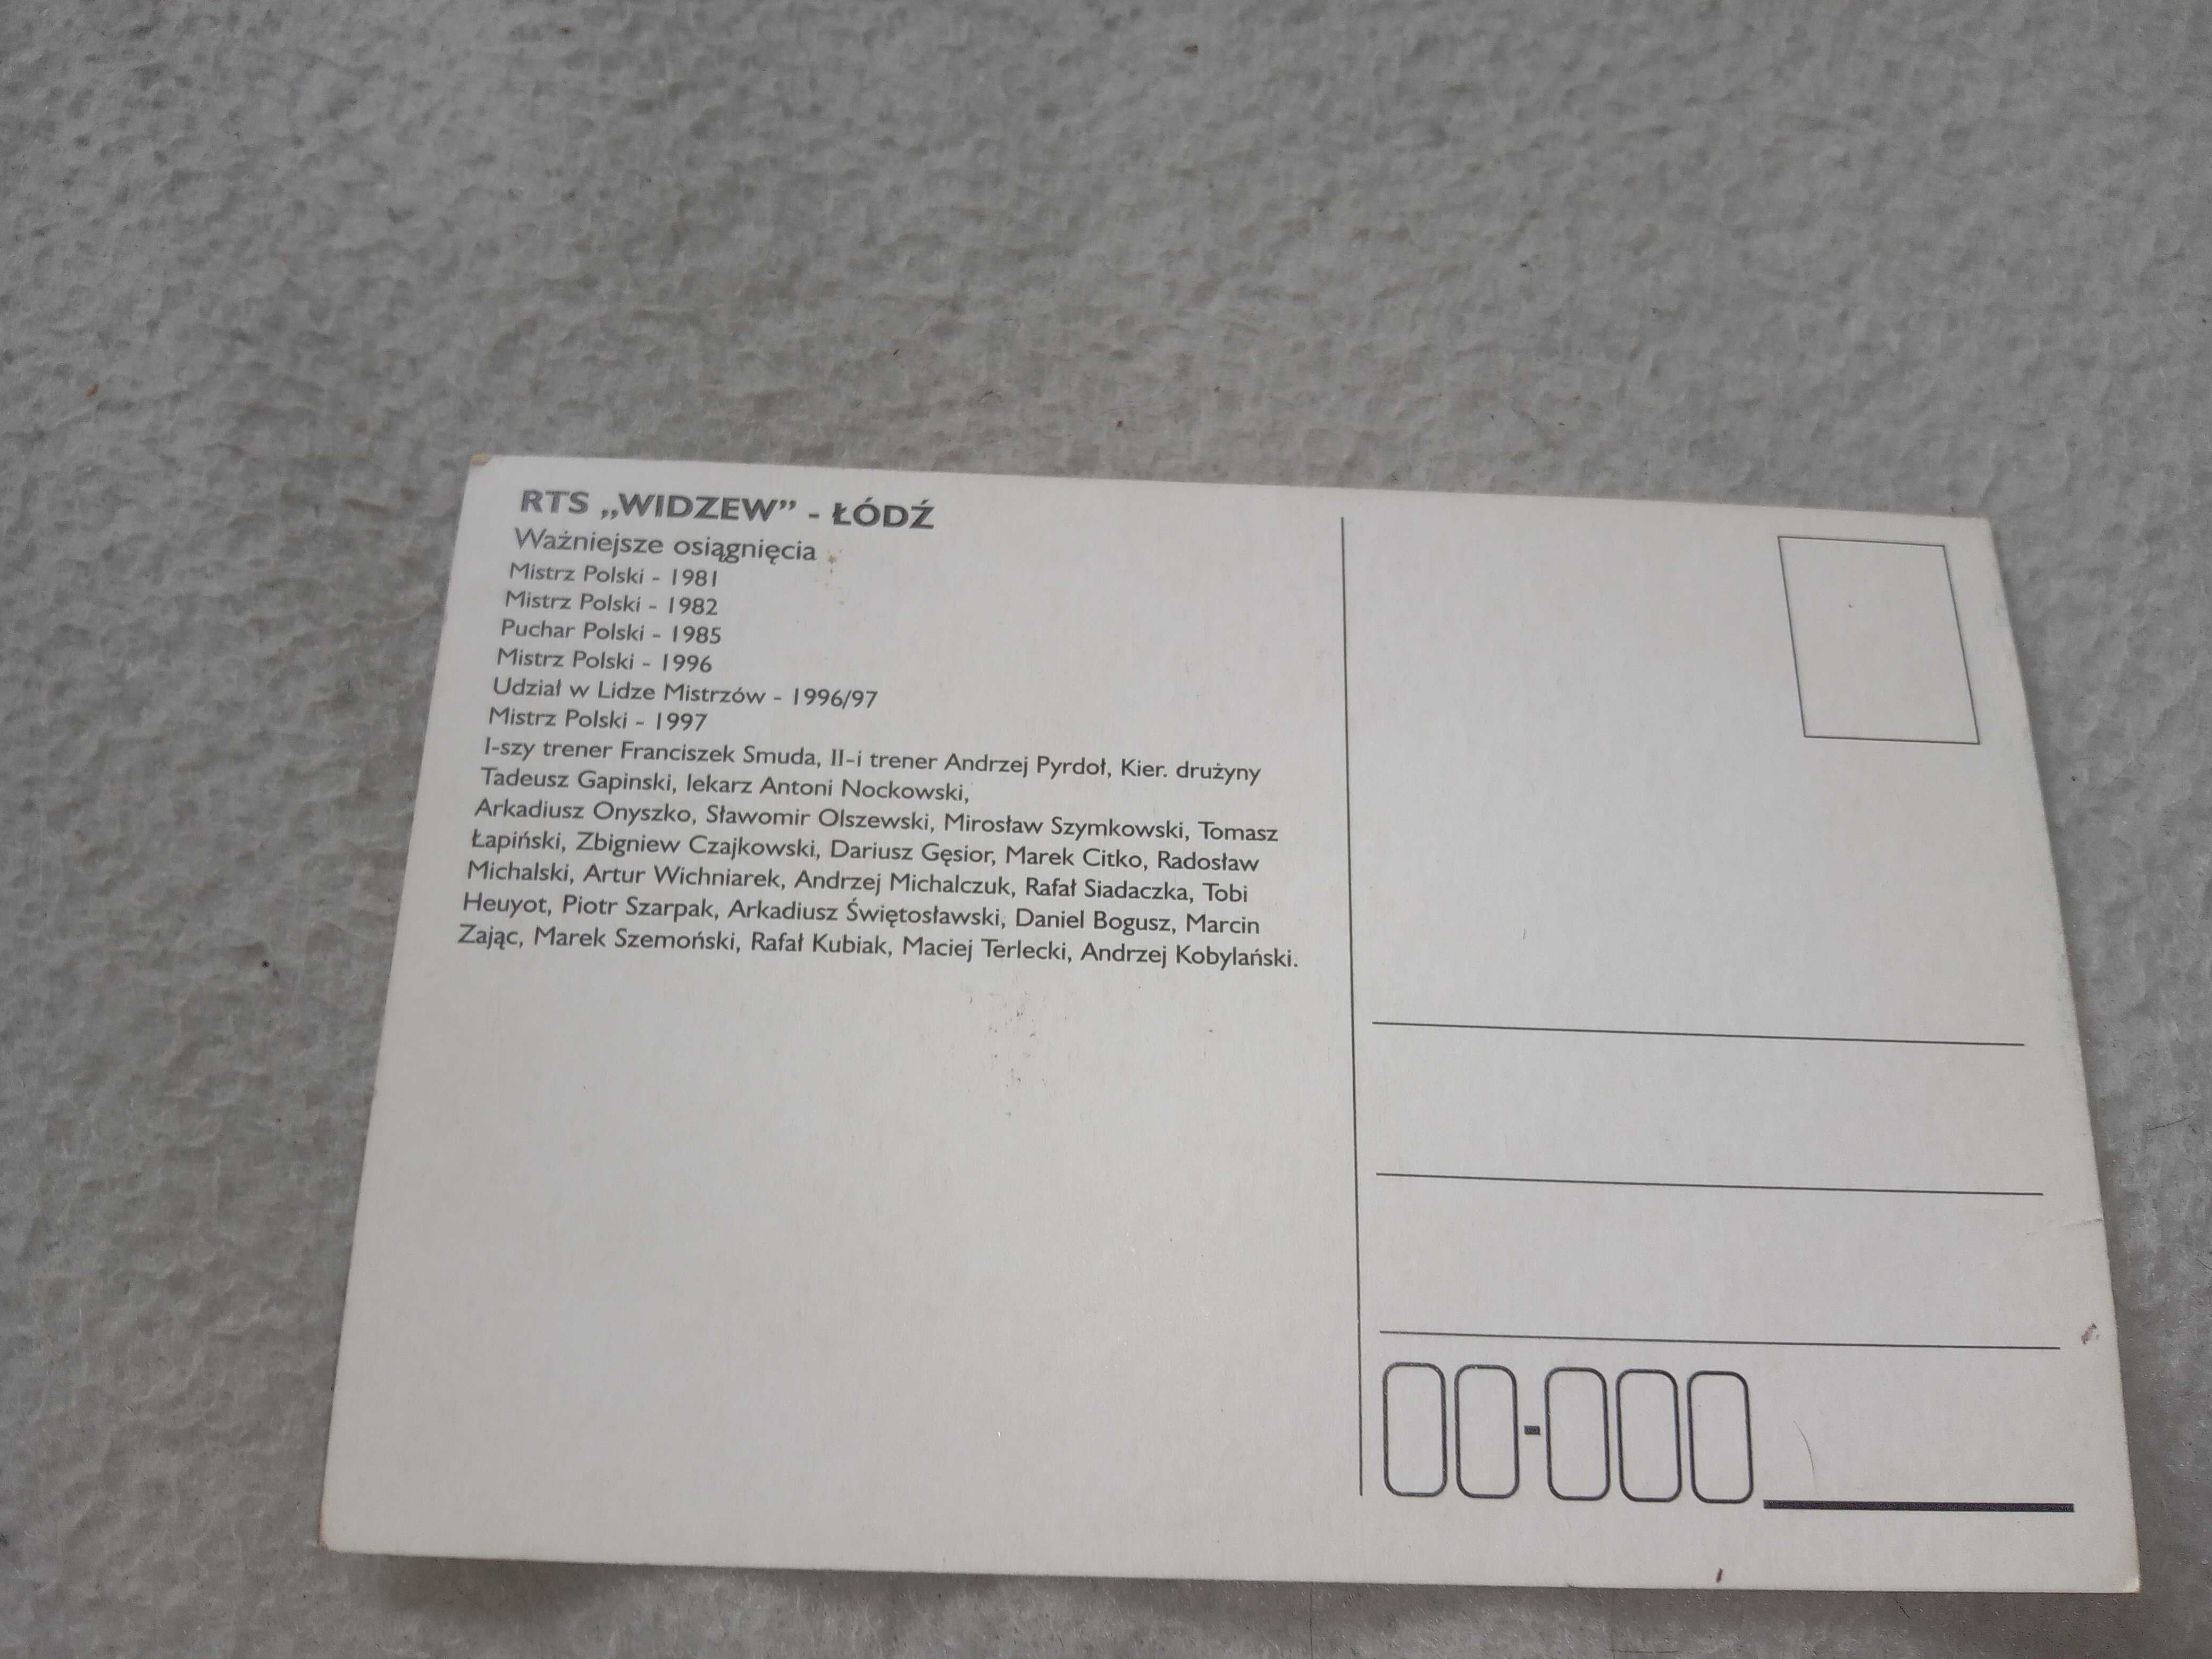 RTS „WIDZEW” - ŁÓDŹ
Ważniejsze osiągnięcia
Mistrz Polski - 1981
Mistrz Polski - 1982
Puchar Polski - 1985
Mistrz Polski - 1996
Udział w Lidze Mistrzów - 1996/97
Mistrz Polski - 1997
I-szy trener Franciszek Smuda, II-i trener Andrzej Pyrdoł, Kier. drużyny
Tadeusz Gapinski, lekarz Antoni Nockowski,
Arkadiusz Onyszko, Sławomir Olszewski, Mirosław Szymkowski, Tomasz
Łapiński, Zbigniew Czajkowski, Dariusz Gęsior, Marek Citko, Radosław
Michalski, Artur Wichniarek, Andrzej Michalczuk, Rafał Siadaczka, Tobi
Heuyot, Piotr Szarpak, Arkadiusz Świętosławski, Daniel Bogusz, Marcin
Zając, Marek Szemoński, Rafał Kubiak, Maciej Terlecki, Andrzej Kobylański.